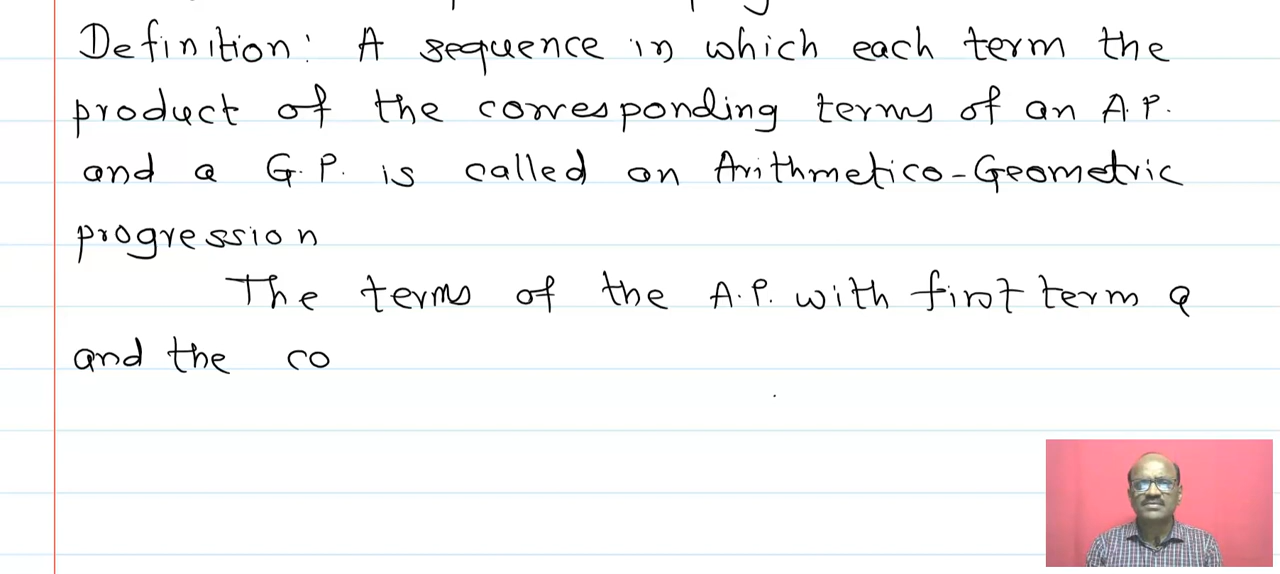 Definition: A sequence in which each term the
product of the corresponding terms of an A.P.
and a G.P. is called an Arithmetico-Geometric
progression
The terms of the A.P. with first term a
and the co